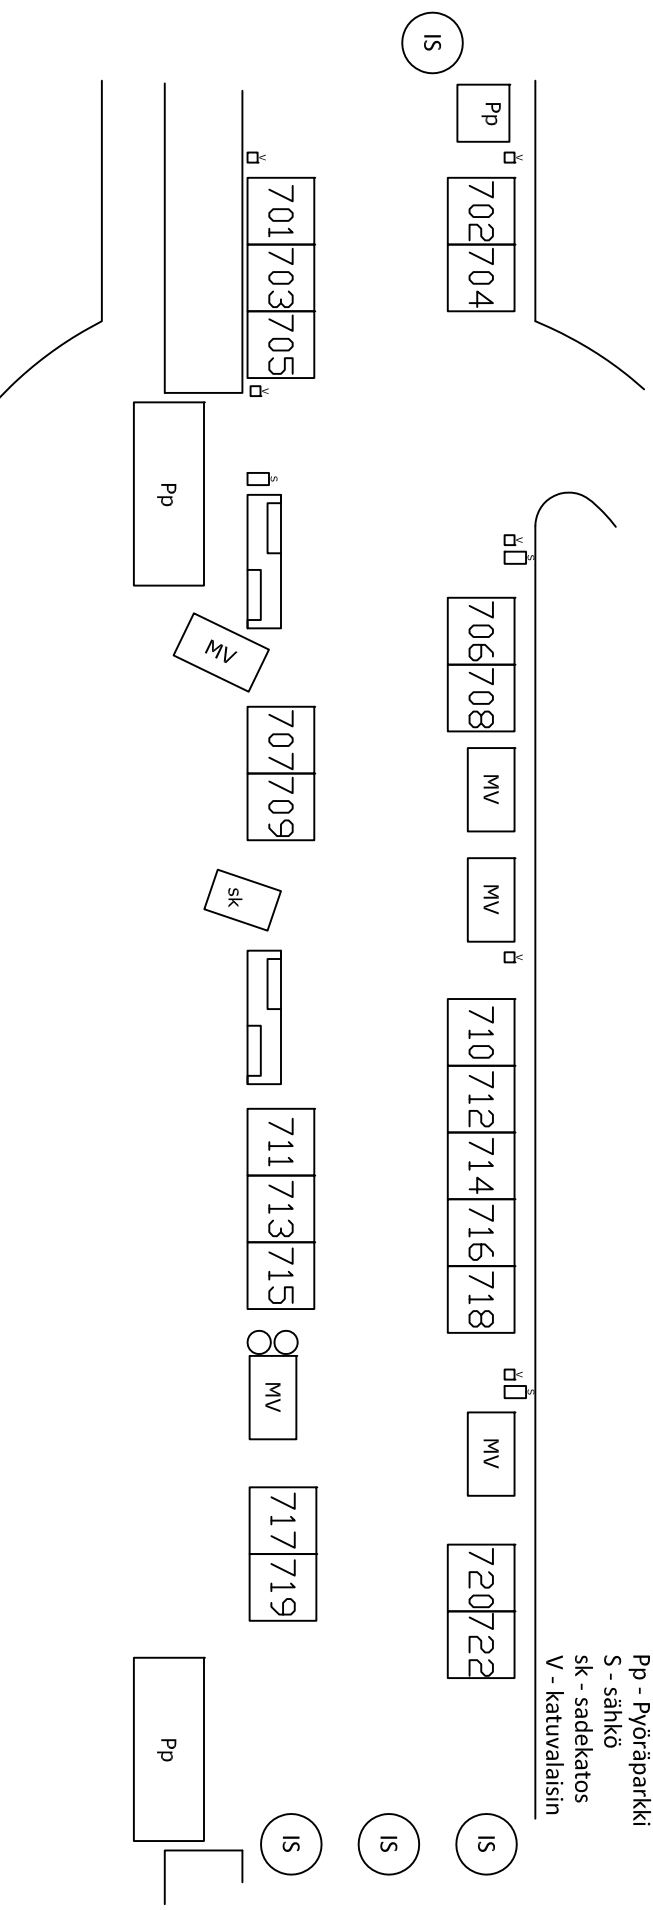 IS
Pp
V
V
701
702
703
704
705
V
Pp
S
V
S
706
MV
708
707
MV
709
sk
MV
V
710
712
711
714
713
716
715
718
V
S
MV
MV
717
720
719
722
Pp - Pyöräparkki
S - sähkö
sk - sadekatos
V - katuvalaisin
Pp
IS
IS
IS